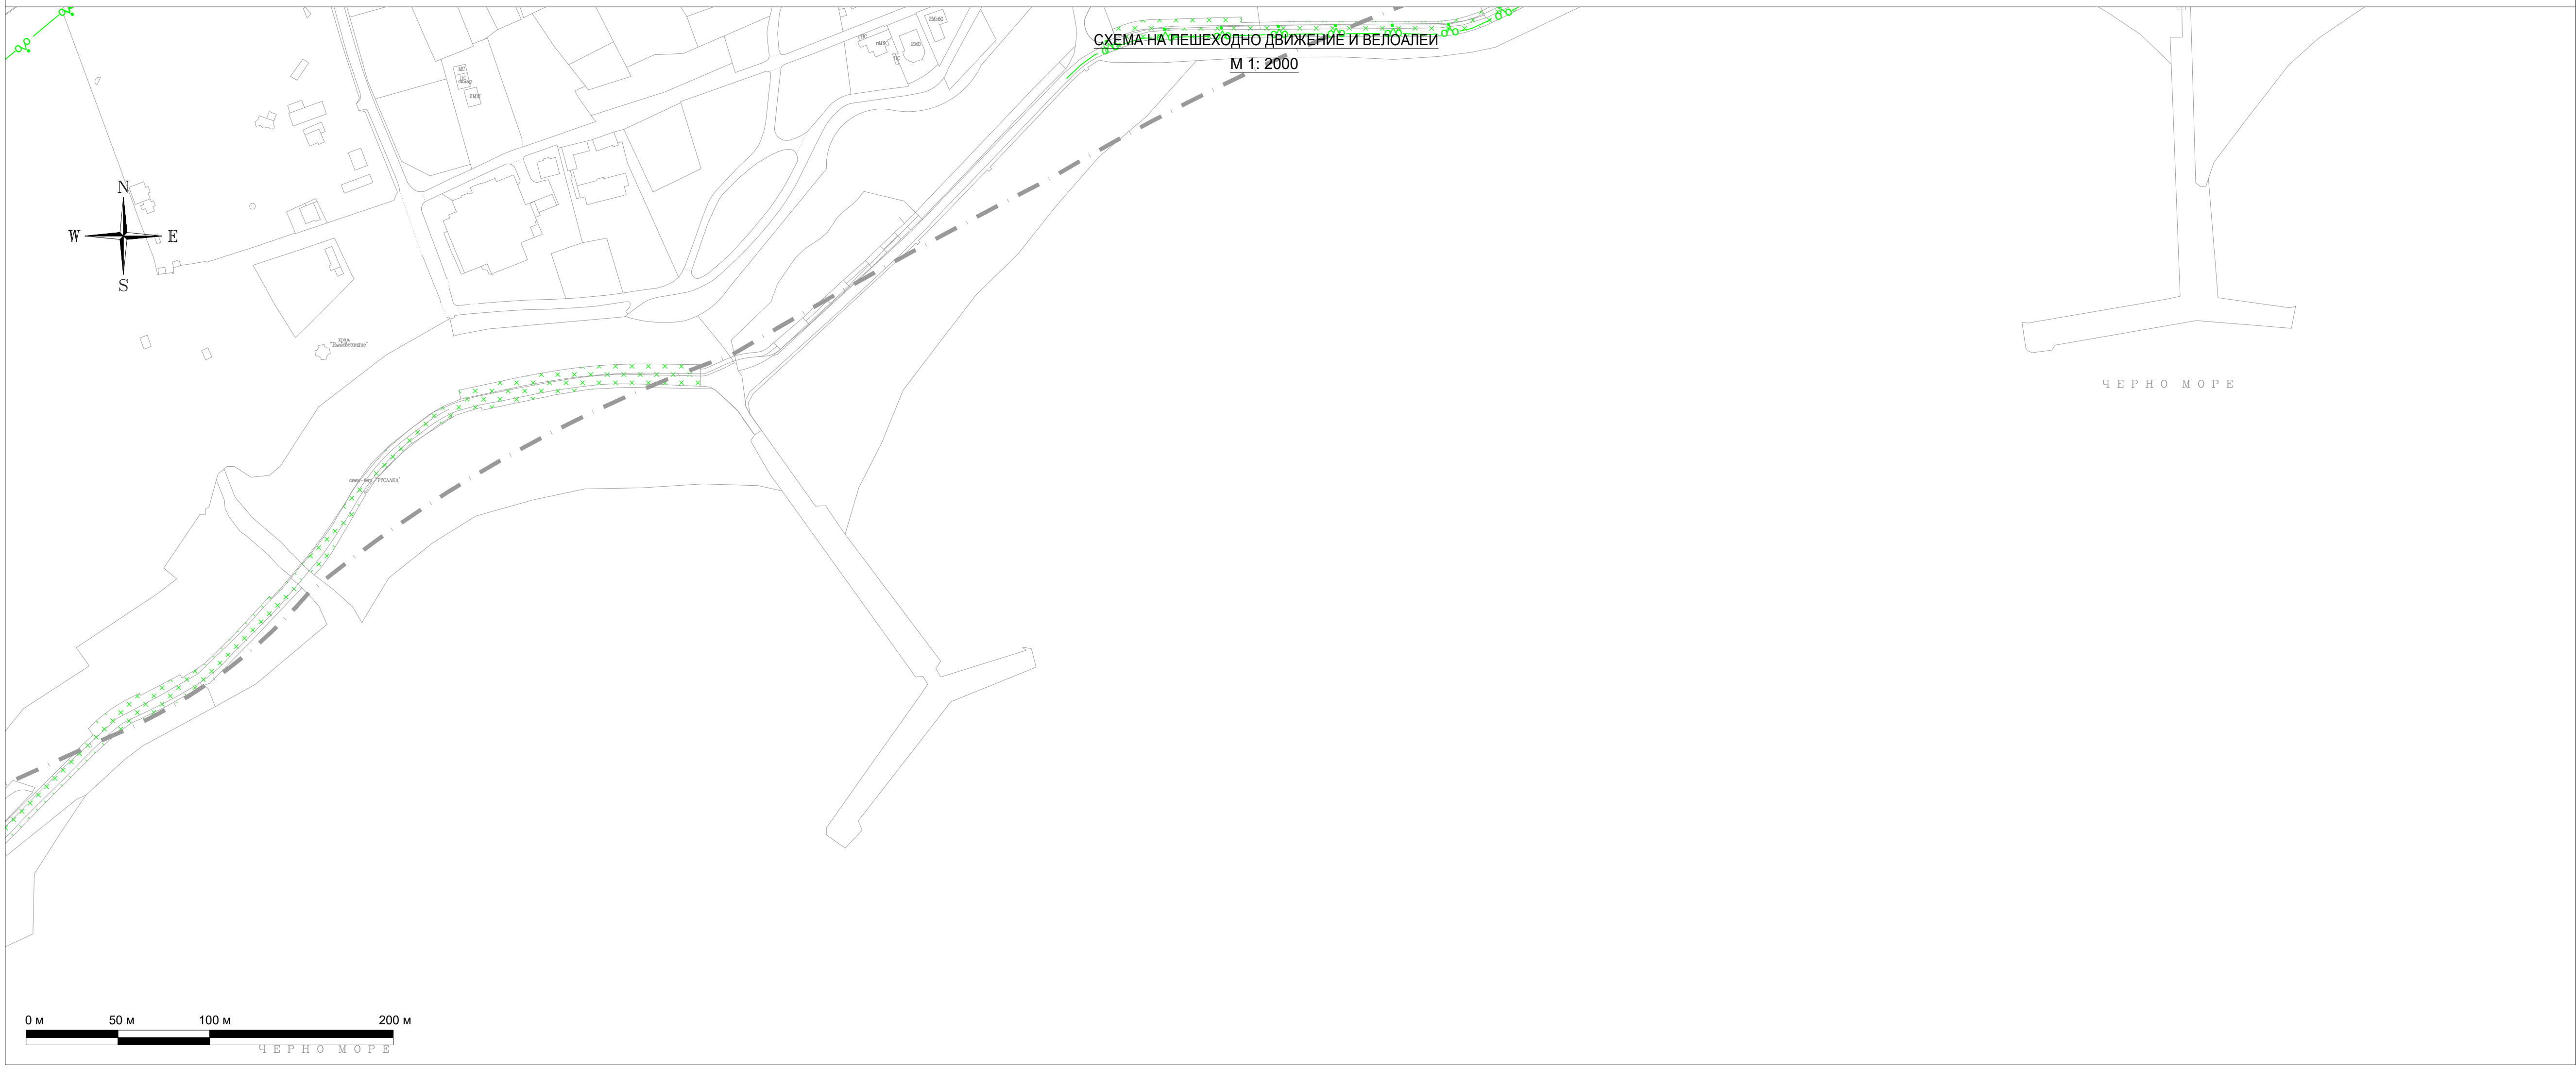 СХЕМА НА ПЕШЕХОДНО ДВИЖЕНИЕ И ВЕЛОАЛЕИ
М 1: 2000
N
W E
S
ЧЕРНО МОРЕ
0 м 50 м 100 м 200 м
ЧЕРНО МОРЕ